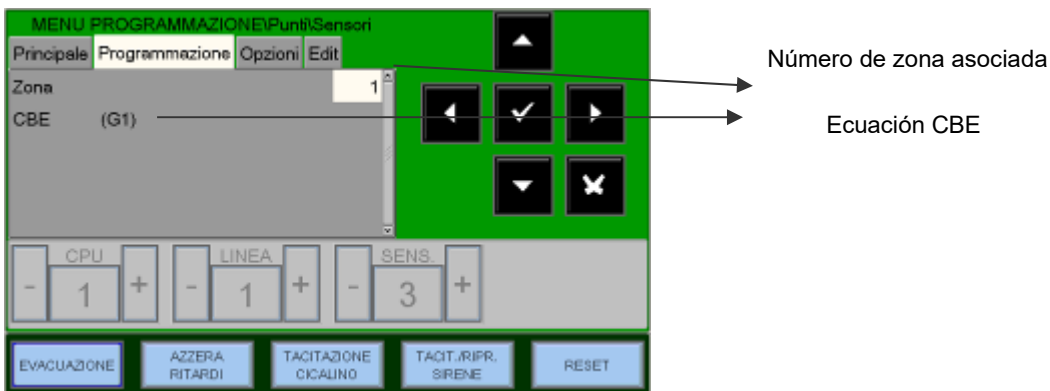 MENU PROGRAMMAZIONE\Punti\Sensori
Principale Programmazione Opzioni Edit
Zona 1
CBE (G1)
Número de zona asociada
Ecuación CBE
CPU LINEA SENS.
- 1 + - 1 + - 3 +
EVACUAZIONE
AZZERA
RITARDI
TACITAZIONE
CICALINO
TACIT./RIPR.
SIRENE
RESET